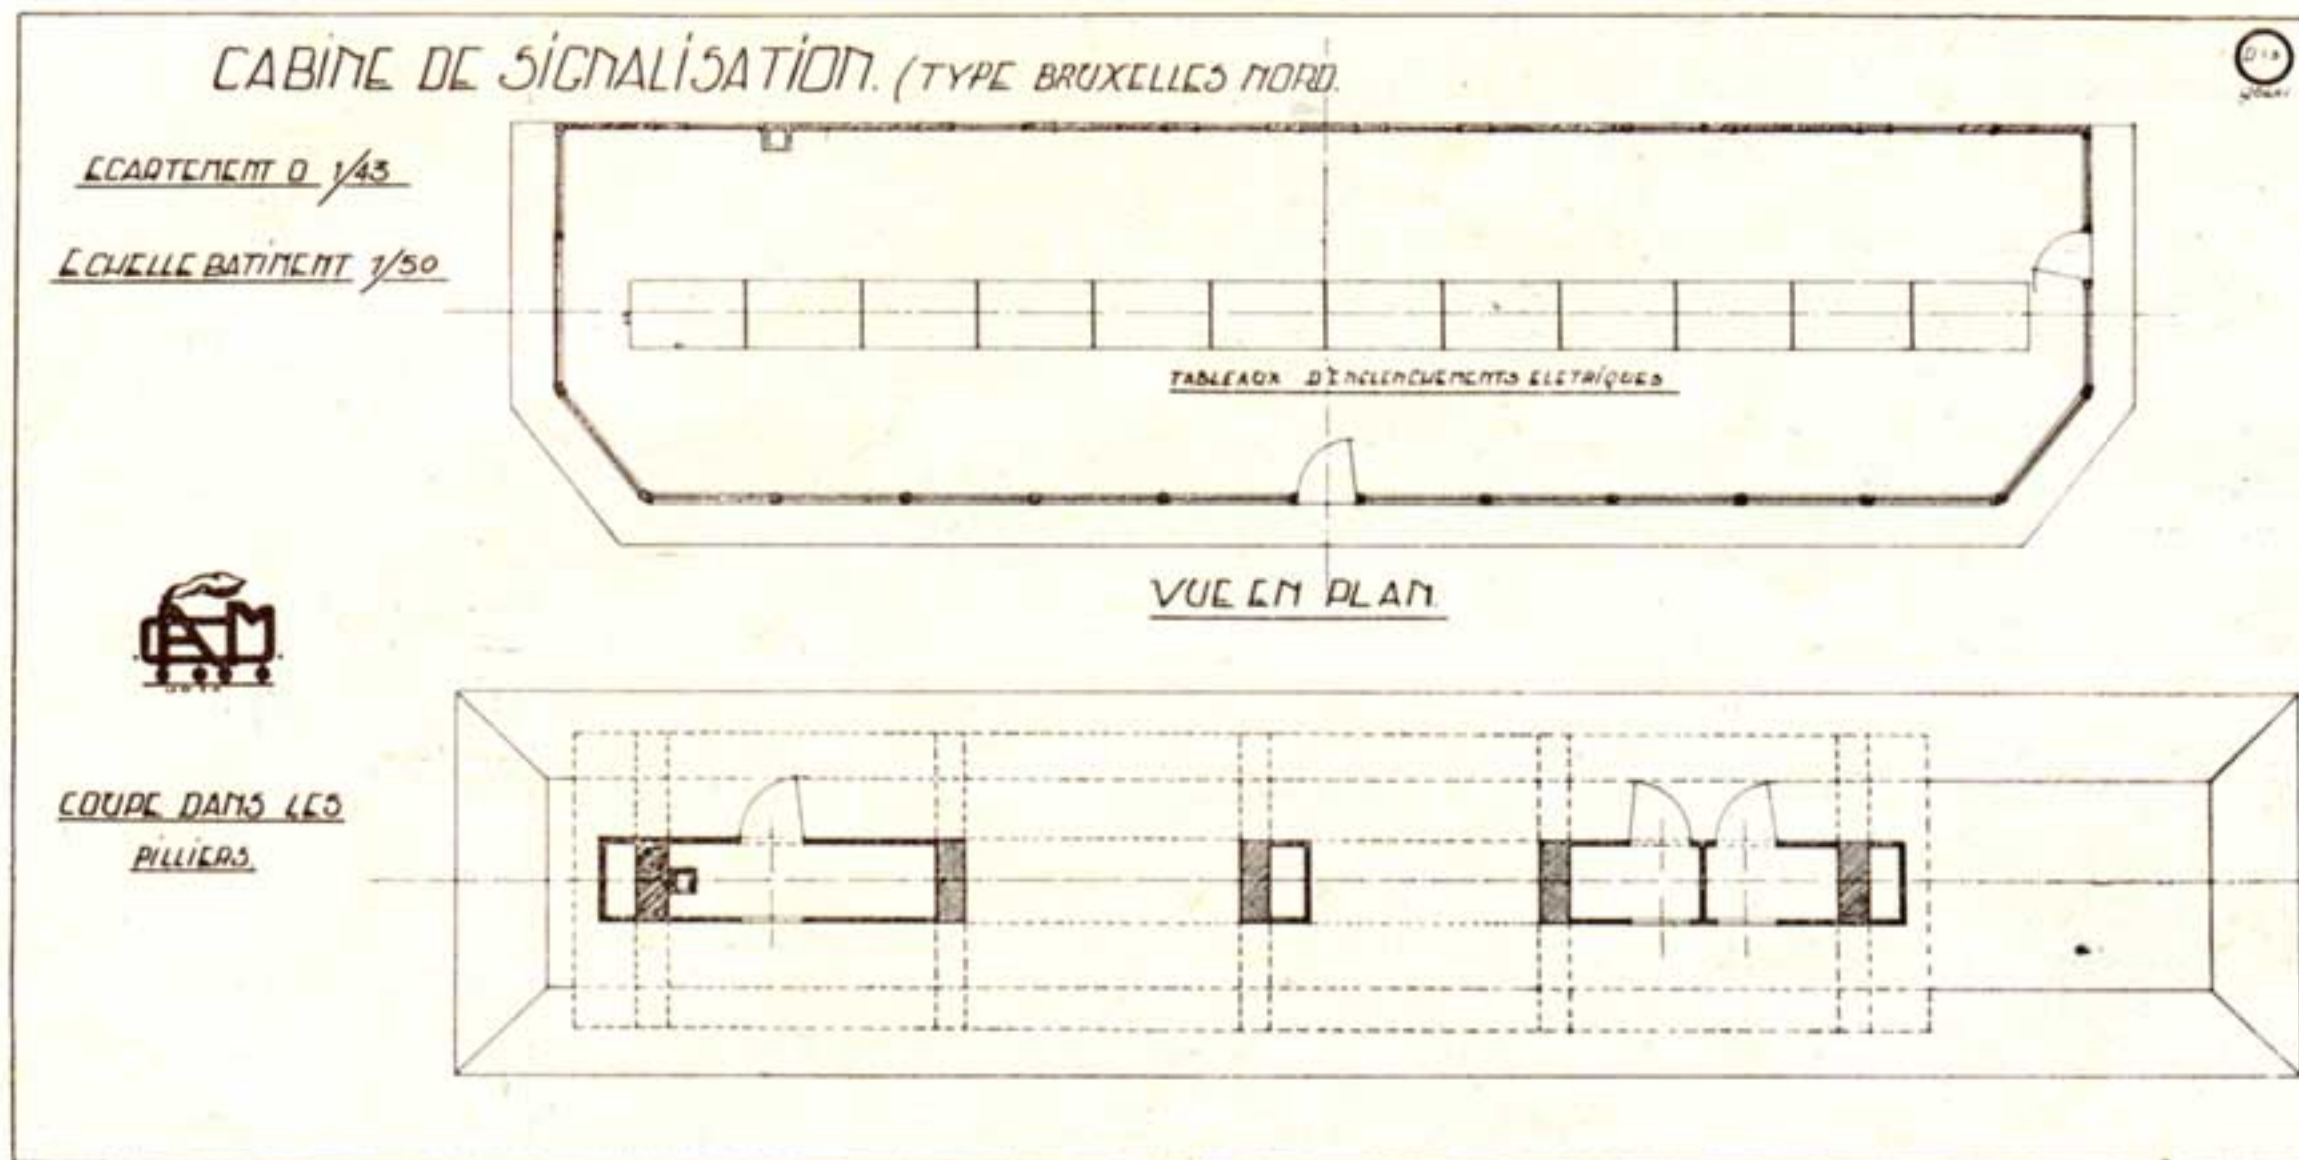 CABINE DE SIGNALISATION. (TYPE BRUXELLES NORD.
ECARTEMENT O 1/43
ECHELLE BATIMENT 1/50
TABLEAUX D'ENCLENCHEMENTS ELETRIQUES
VUE EN PLAN.
COUPE DANS LES
PILLIERS.